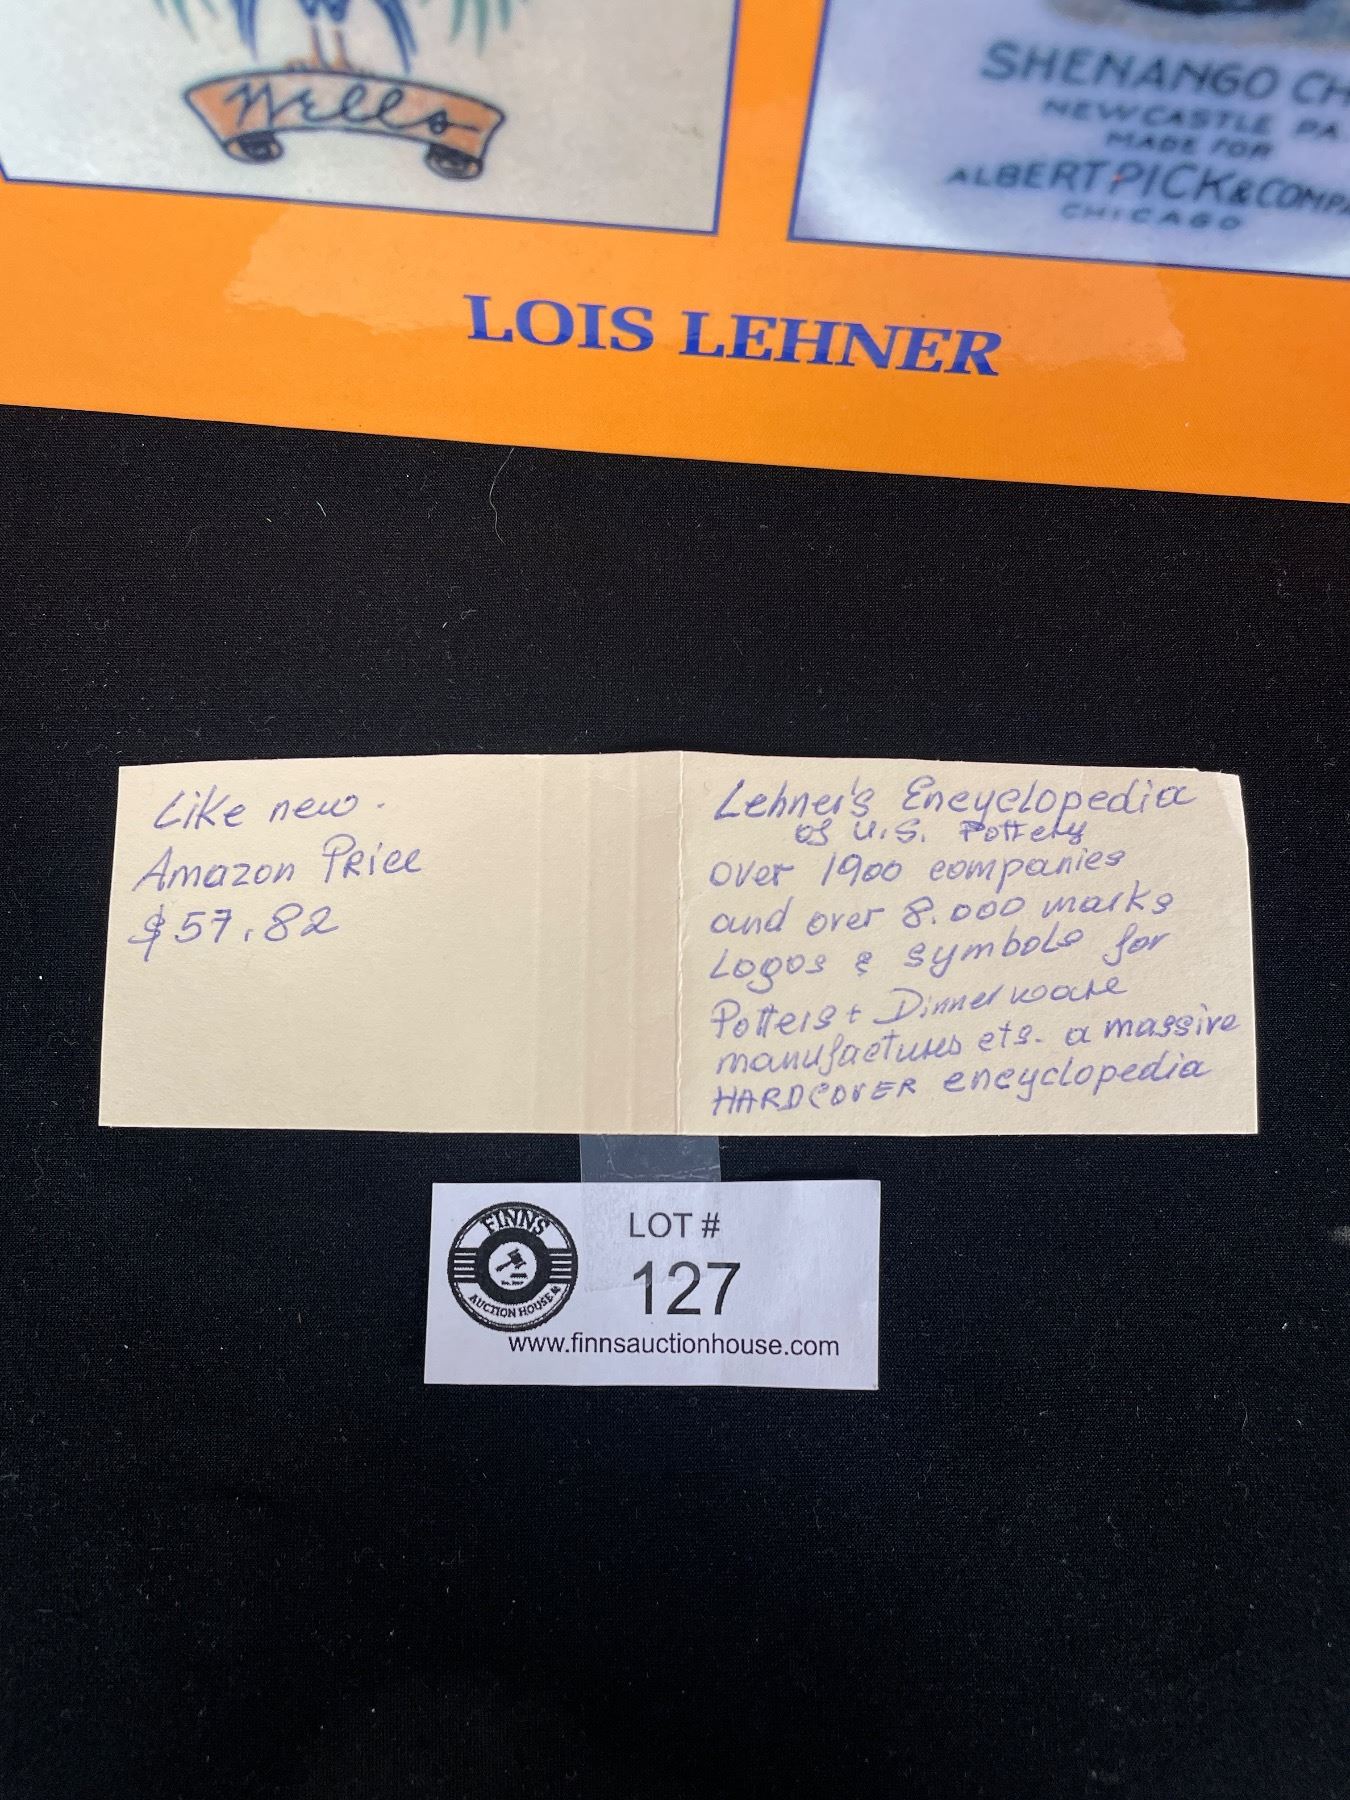 Wells
SHENANGO CH
NEWCASTLE PA.
MADE FOR
ALBERT PICK & COMPA
CHICAGO
LOIS LEHNER
Like new.
Amazon Price
$57.82
Lehner's Encyclopedia
of U.S. Pottery
over 1900 companies
and over 8.000 marks
Logos & symbols for
Potters + Dinnerware
manufactures ets. a massive
HARDCOVER encyclopedia
FINNS
AUCTION HOUSE
LOT #
127
www.finnsauctionhouse.com